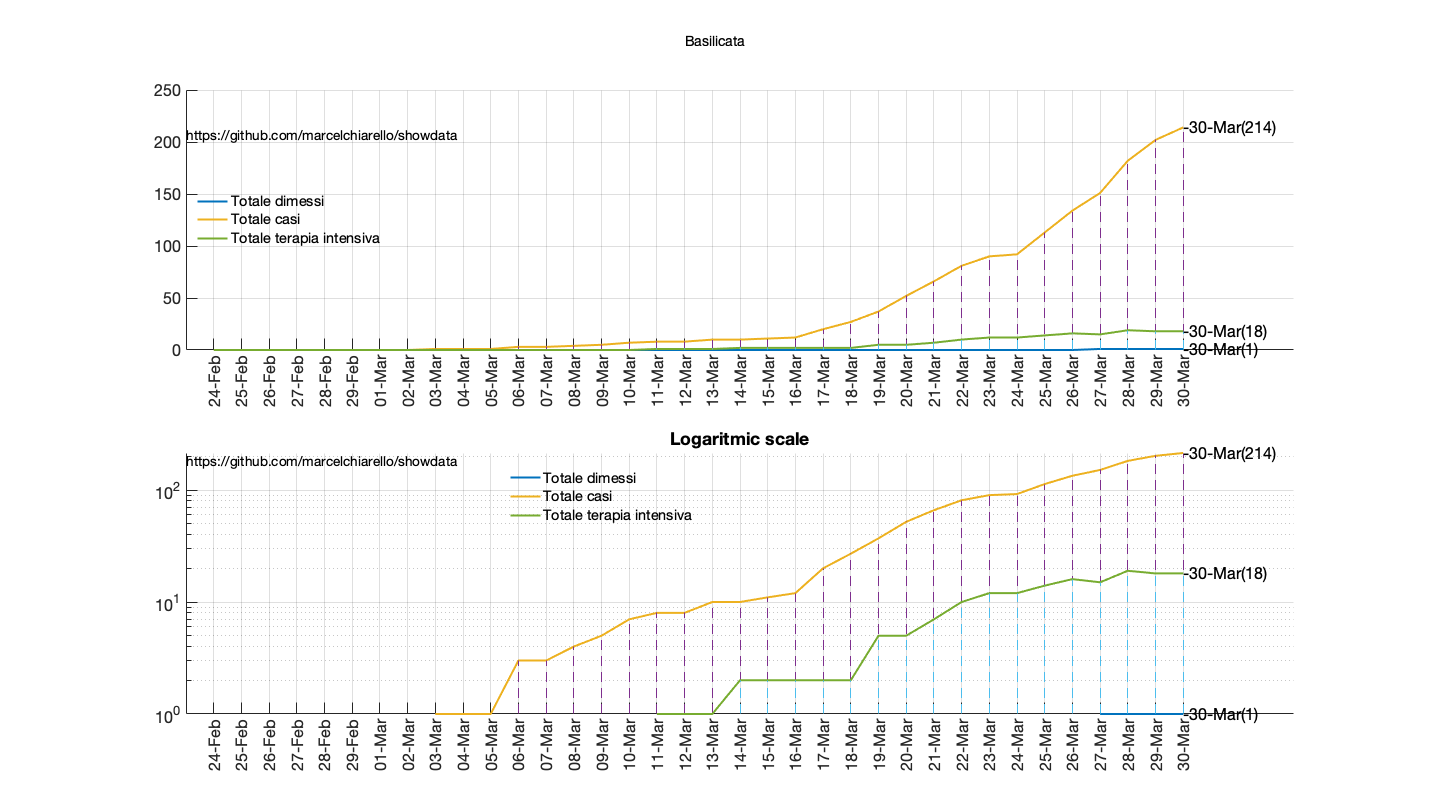 Basilicata
250
200
150
100
50
0
https://github.com/marcelchiarello/showdata
Totale dimessi
Totale casi
Totale terapia intensiva
-30-Mar(214)
-30-Mar(18)
-30-Mar(1)
24-Feb
25-Feb
26-Feb
27-Feb
28-Feb
29-Feb
01-Mar
02-Mar
03-Mar
04-Mar
05-Mar
06-Mar
07-Mar
08-Mar
09-Mar
10-Mar
11-Mar
12-Mar
13-Mar
14-Mar
15-Mar
16-Mar
17-Mar
18-Mar
19-Mar
20-Mar
21-Mar
22-Mar
23-Mar
24-Mar
25-Mar
26-Mar
27-Mar
28-Mar
29-Mar
30-Mar
Logaritmic scale
https://github.com/marcelchiarello/showdata
10²
10¹
10⁰
Totale dimessi
Totale casi
Totale terapia intensiva
-30-Mar(214)
-30-Mar(18)
-30-Mar(1)
24-Feb
25-Feb
26-Feb
27-Feb
28-Feb
29-Feb
01-Mar
02-Mar
03-Mar
04-Mar
05-Mar
06-Mar
07-Mar
08-Mar
09-Mar
10-Mar
11-Mar
12-Mar
13-Mar
14-Mar
15-Mar
16-Mar
17-Mar
18-Mar
19-Mar
20-Mar
21-Mar
22-Mar
23-Mar
24-Mar
25-Mar
26-Mar
27-Mar
28-Mar
29-Mar
30-Mar